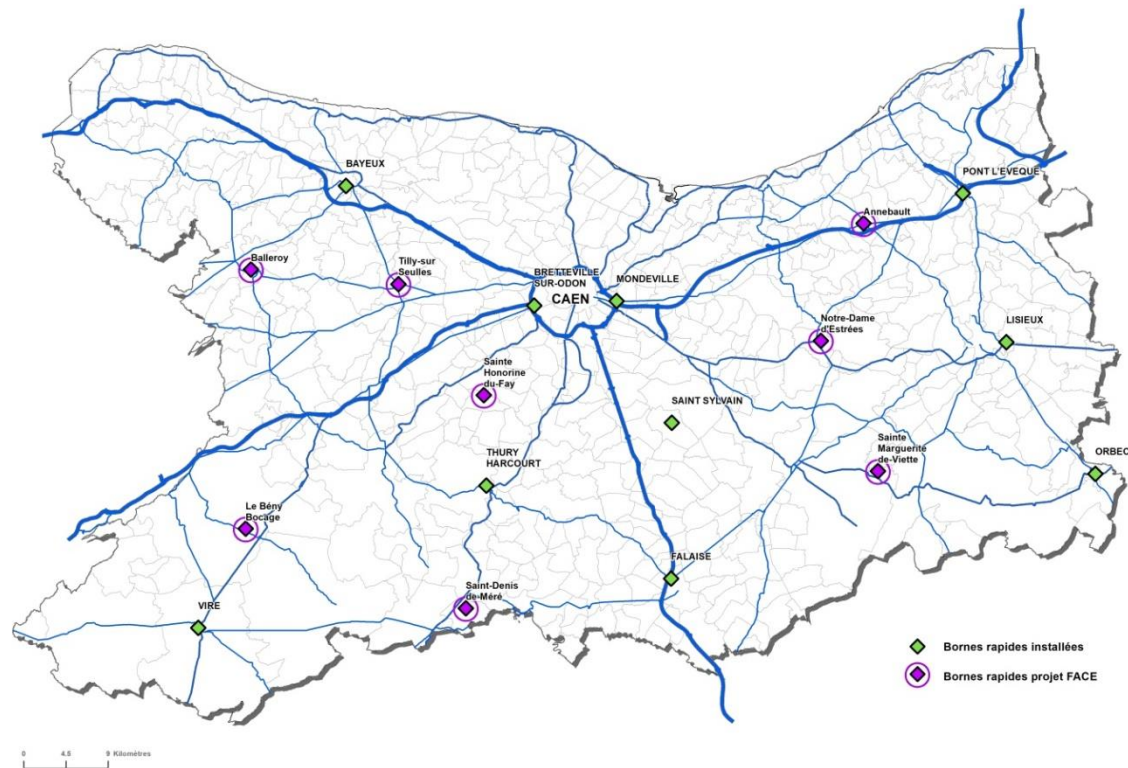 BAYEUX
PONT L'EVEQUE
Annebault
Balleroy
Tilly-sur
Seulles
BRETTEVILLE
SUR-ODON
MONDEVILLE
CAEN
Notre-Dame
d'Estrées
LISIEUX
Sainte
Honorine
du-Fay
SAINT SYLVAIN
THURY
HARCOURT
Sainte
Marguerite
de-Viette
ORBEC
Le Bény
Bocage
FALAISE
Saint-Denis
de-Méré
VIRE
Bornes rapides installées
Bornes rapides projet FACE
0 4.5 9 Kilomètres